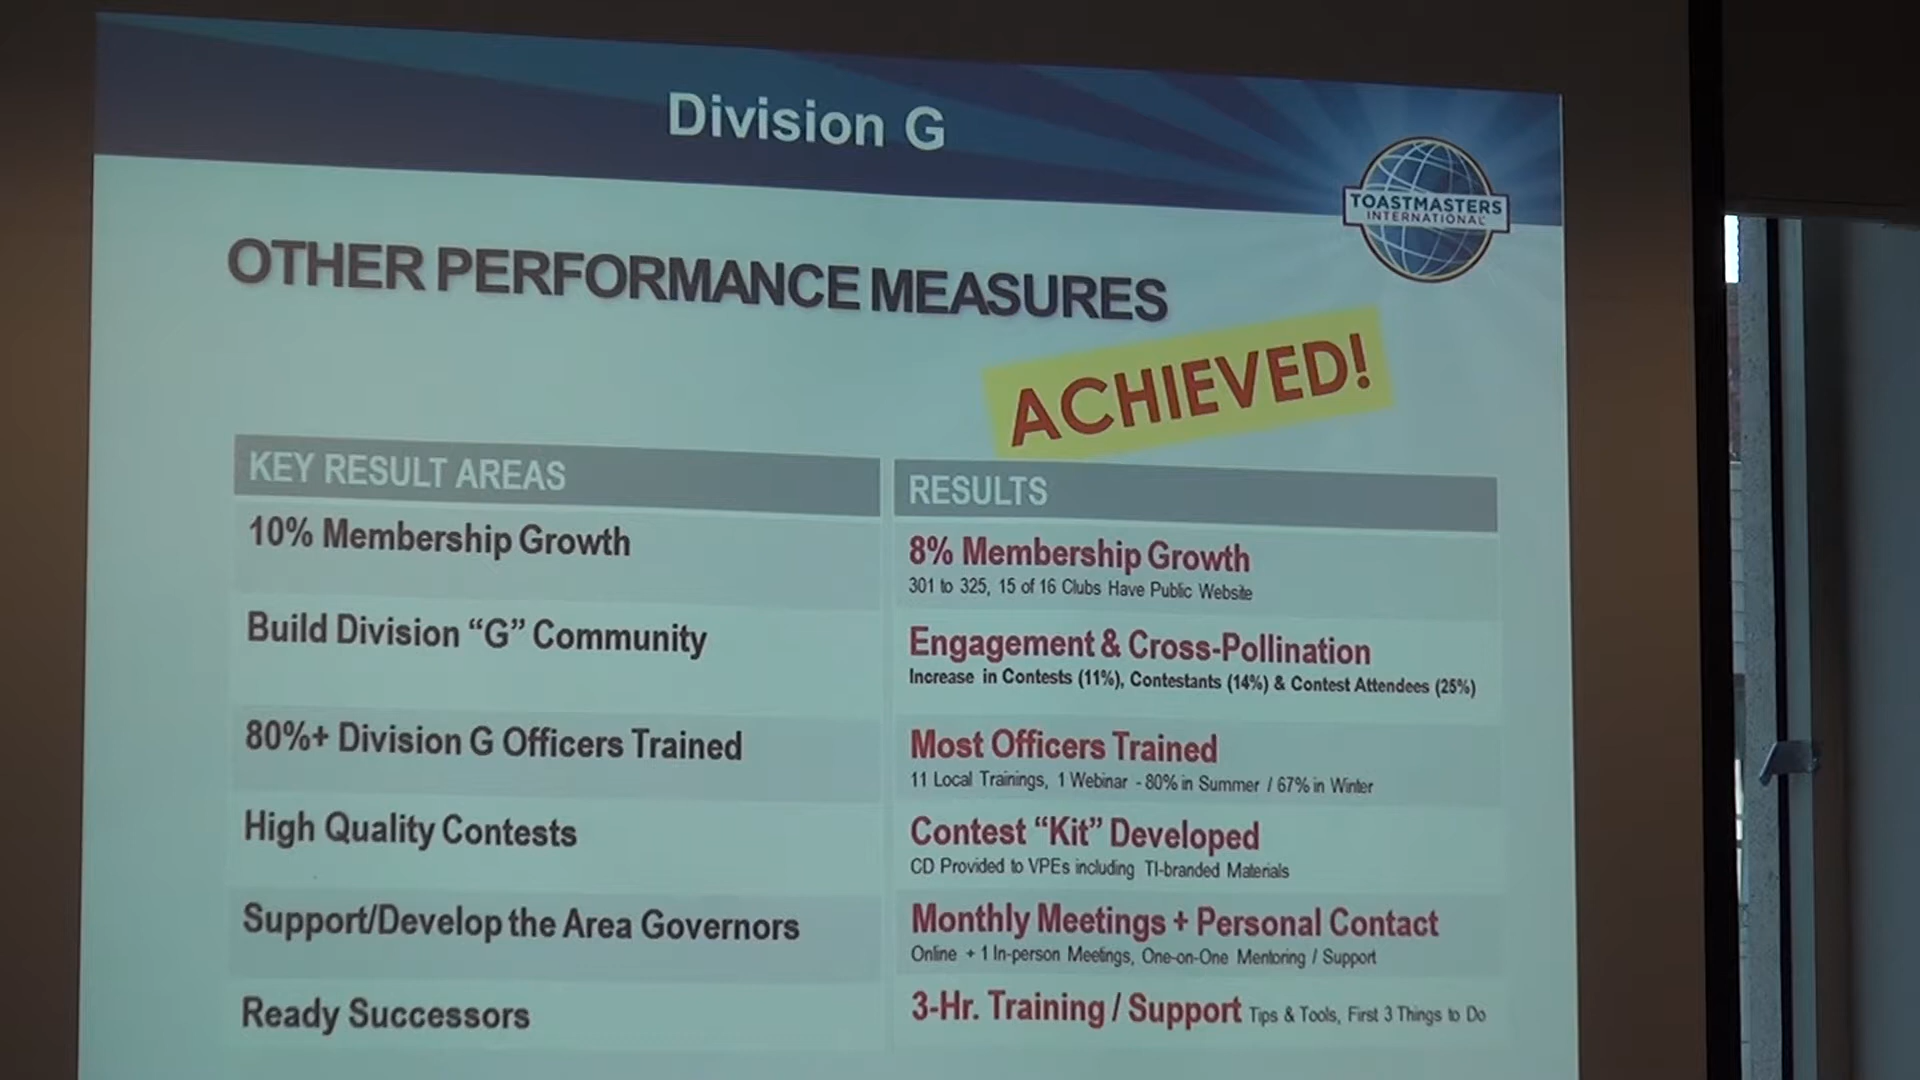 Division G
TOASTMASTERS
INTERNATIONAL
OTHER PERFORMANCE MEASURES
ACHIEVED!
KEY RESULT AREAS
RESULTS
10% Membership Growth
8% Membership Growth
301 to 325, 15 of 16 Clubs Have Public Website
Build Division “G” Community
Engagement & Cross-Pollination
Increase in Contests (11%), Contestants (14%) & Contest Attendees (25%)
80%+ Division G Officers Trained
Most Officers Trained
11 Local Trainings, 1 Webinar - 80% in Summer / 67% in Winter
High Quality Contests
Contest “Kit” Developed
CD Provided to VPEs including TI-branded Materials
Support/Develop the Area Governors
Monthly Meetings + Personal Contact
Online + 1 In-person Meetings, One-on-One Mentoring / Support
Ready Successors
3-Hr. Training / Support Tips & Tools, First 3 Things to Do